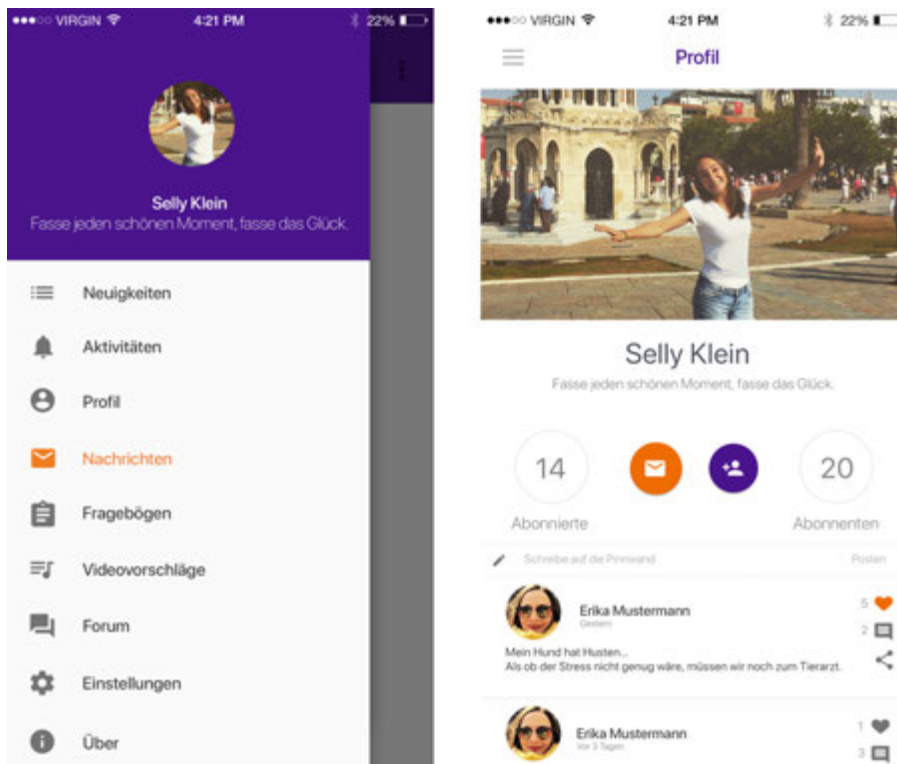 VIRGIN 4:21 PM 22%
Selly Klein
Fasse jeden schönen Moment, fasse das Glück.
Neuigkeiten
Aktivitäten
Profil
Nachrichten
Fragebögen
Videovorschläge
Forum
Einstellungen
Über
VIRGIN 4:21 PM 22%
Profil
Selly Klein
Fasse jeden schönen Moment, fasse das Glück.
14 20
Abonnierte Abonnenten
Schreibe auf die Pinnwand Posten
Erika Mustermann 5
Gestern 2
Mein Hund hat Husten...
Als ob der Stress nicht genug wäre, müssen wir noch zum Tierarzt.
Erika Mustermann 1
Vor 3 Tagen 3